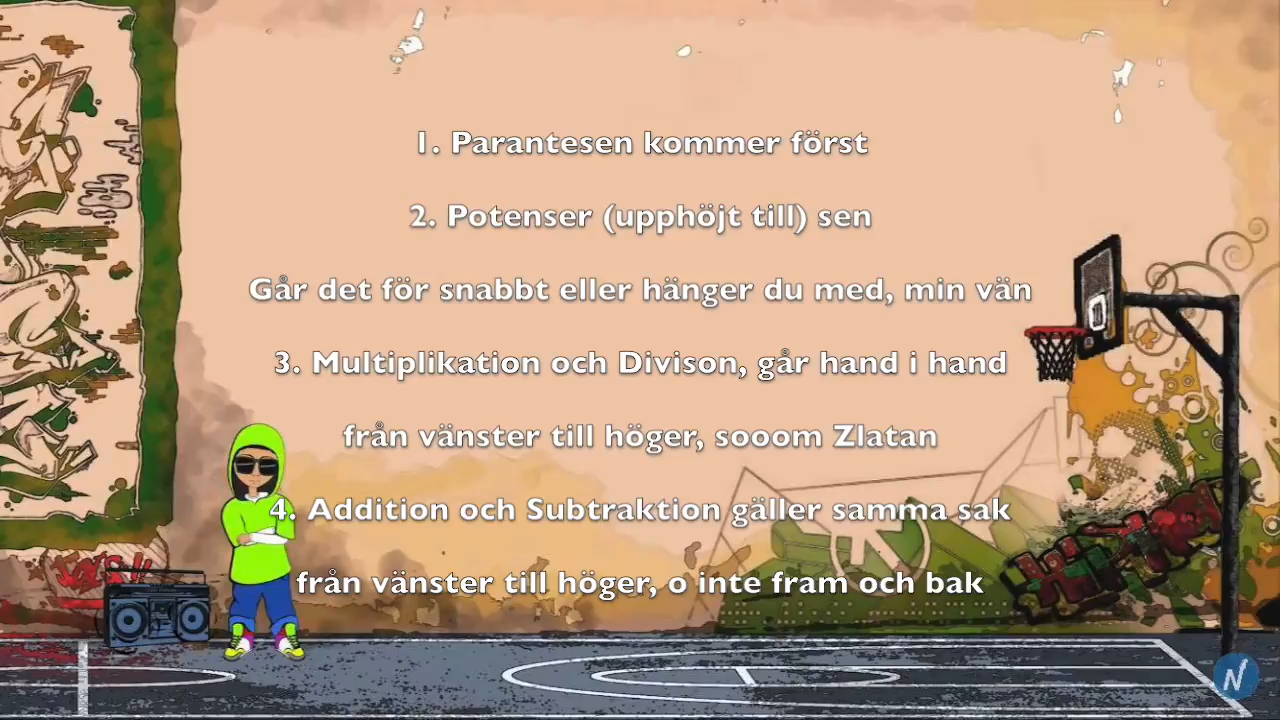 1. Parantesen kommer först
2. Potenser (upphöjt till) sen
Går det för snabbt eller hänger du med, min vän
3. Multiplikation och Divison, går hand i hand
från vänster till höger, sooom Zlatan
4. Addition och Subtraktion gäller samma sak
från vänster till höger, o inte fram och bak
N